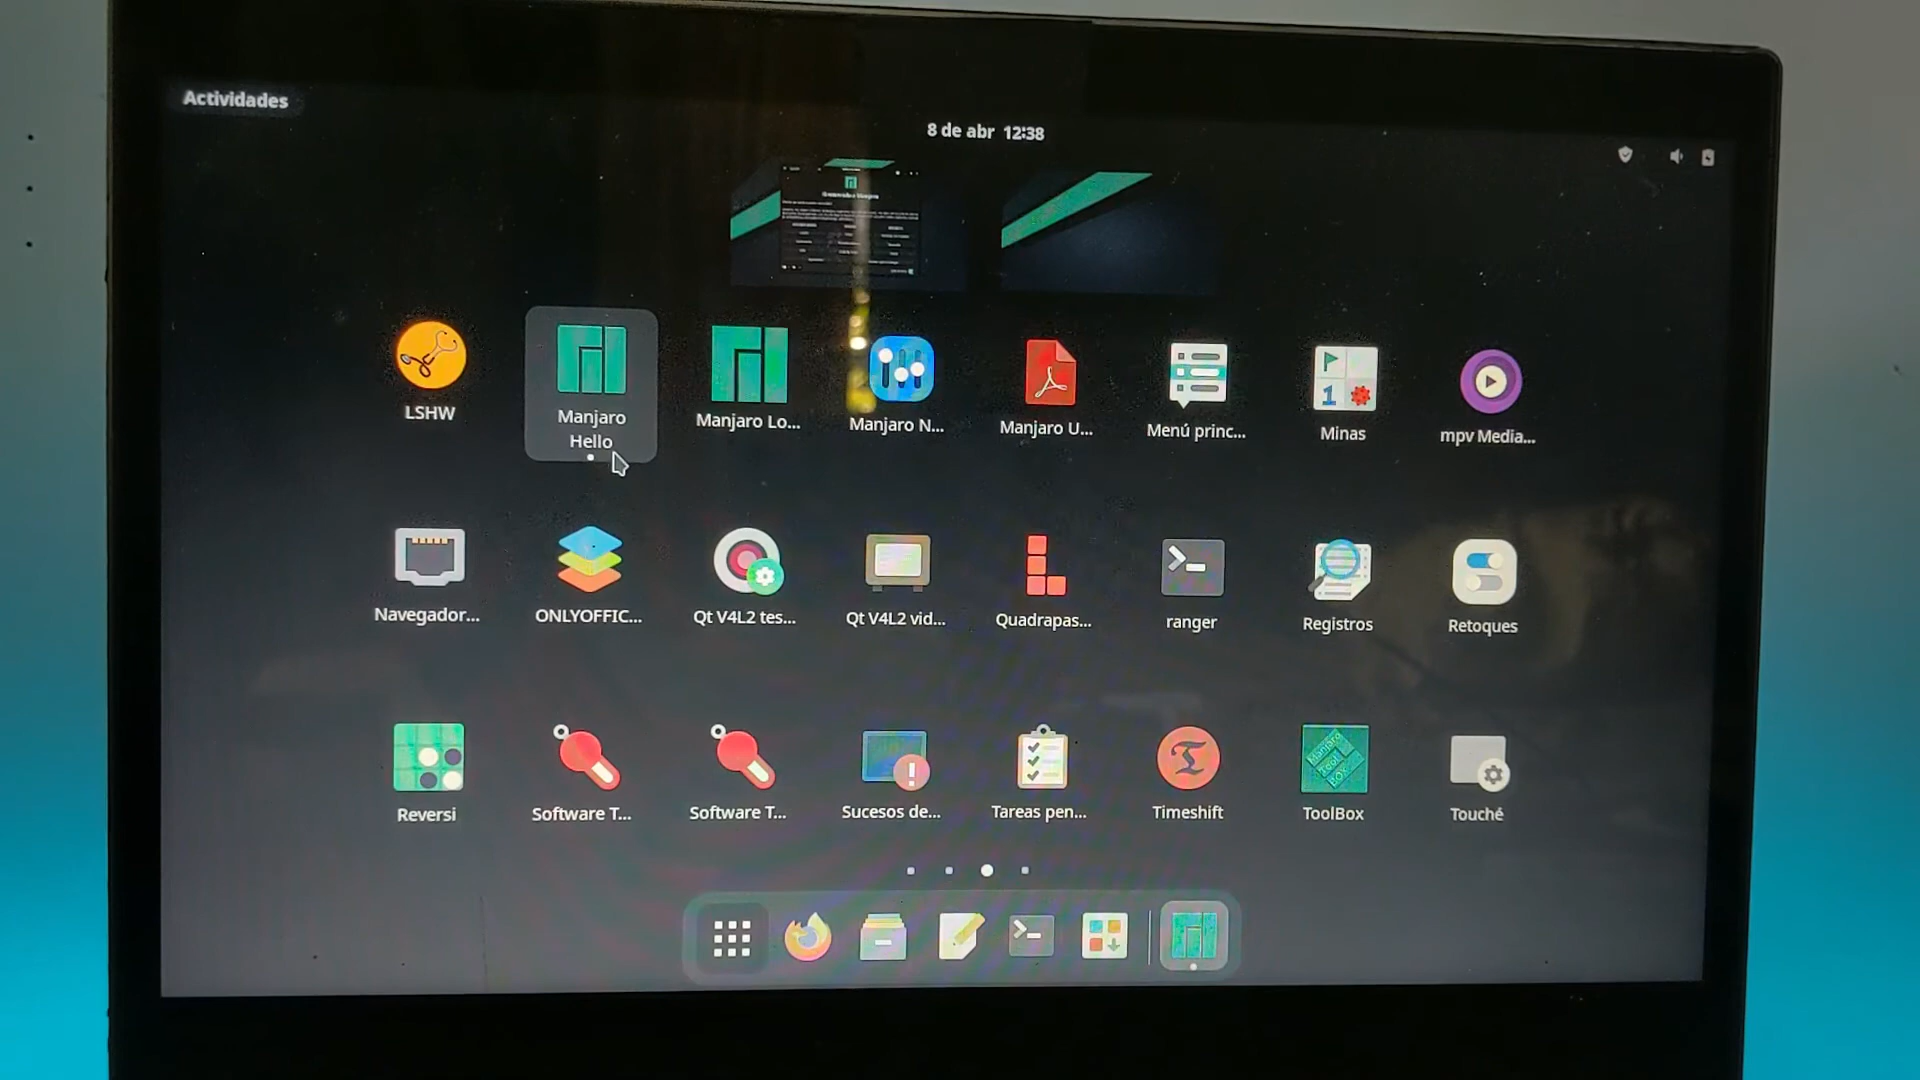 Actividades
8 de abr 12:38
LSHW
Manjaro
Hello
Manjaro Lo...
Manjaro N...
Manjaro U...
Menú princ...
Minas
mpv Media...
Navegador...
ONLYOFFIC...
Qt V4L2 tes...
Qt V4L2 vid...
Quadrapas...
ranger
Registros
Retoques
Reversi
Software T...
Software T...
Sucesos de...
Tareas pen...
Timeshift
ToolBox
Touché